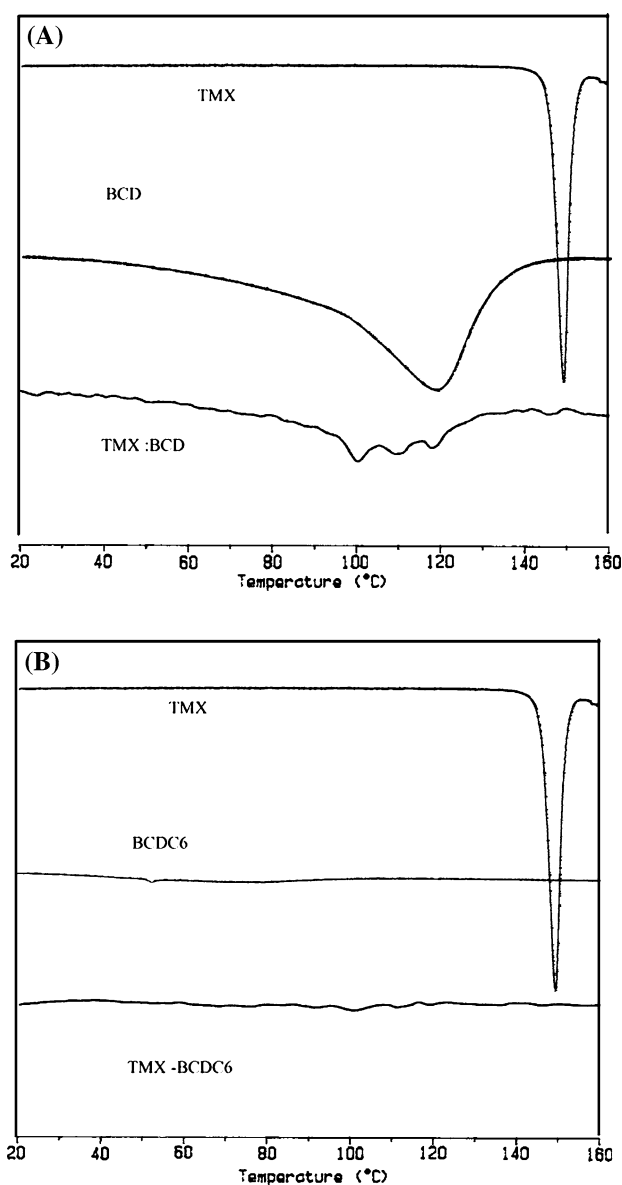 (A)
TMX
BCD
TMX :BCD
20 40 60 80 100 120 140 160
Temperature (°C)
(B)
TMX
BCDC6
TMX -BCDC6
20 40 60 80 100 120 140 160
Temperature (°C)